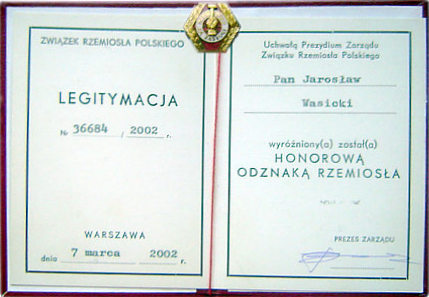 ZWIĄZEK RZEMIOSŁA POLSKIEGO
LEGITYMACJA
Nr 36684 / 2002 r.
WARSZAWA
dnia 7 marca 2002 r.
Uchwałą Prezydium Zarządu
Związku Rzemiosła Polskiego
Pan Jarosław
Wasicki
wyróżniony(a) został(a)
HONOROWĄ
ODZNAKĄ RZEMIOSŁA
PREZES ZARZĄDU